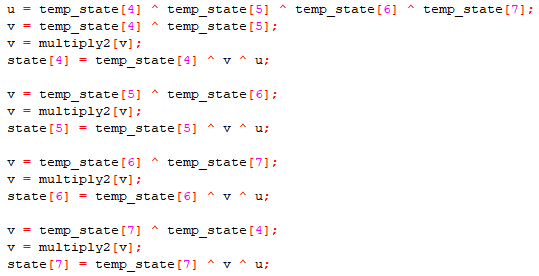 u = temp_state[4] ^ temp_state[5] ^ temp_state[6] ^ temp_state[7];
v = temp_state[4] ^ temp_state[5];
v = multiply2[v];
state[4] = temp_state[4] ^ v ^ u;
v = temp_state[5] ^ temp_state[6];
v = multiply2[v];
state[5] = temp_state[5] ^ v ^ u;
v = temp_state[6] ^ temp_state[7];
v = multiply2[v];
state[6] = temp_state[6] ^ v ^ u;
v = temp_state[7] ^ temp_state[4];
v = multiply2[v];
state[7] = temp_state[7] ^ v ^ u;